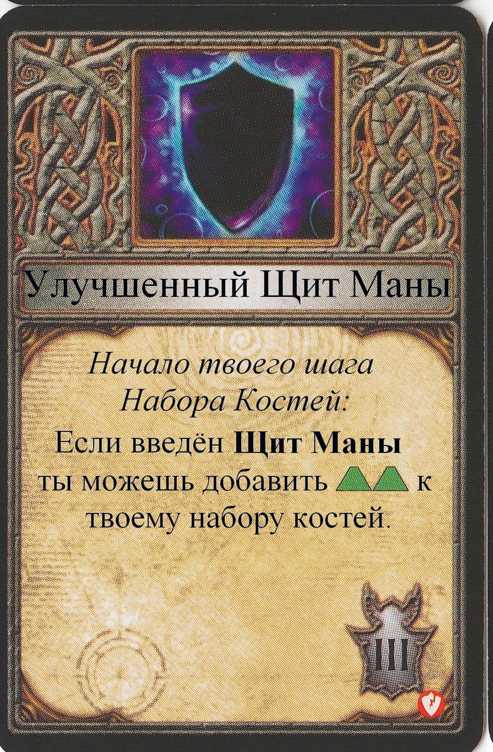 Улучшенный Щит Маны
Начало твоего шага
Набора Костей:
Если введён Щит Маны
ты можешь добавить к
твоему набору костей.
III